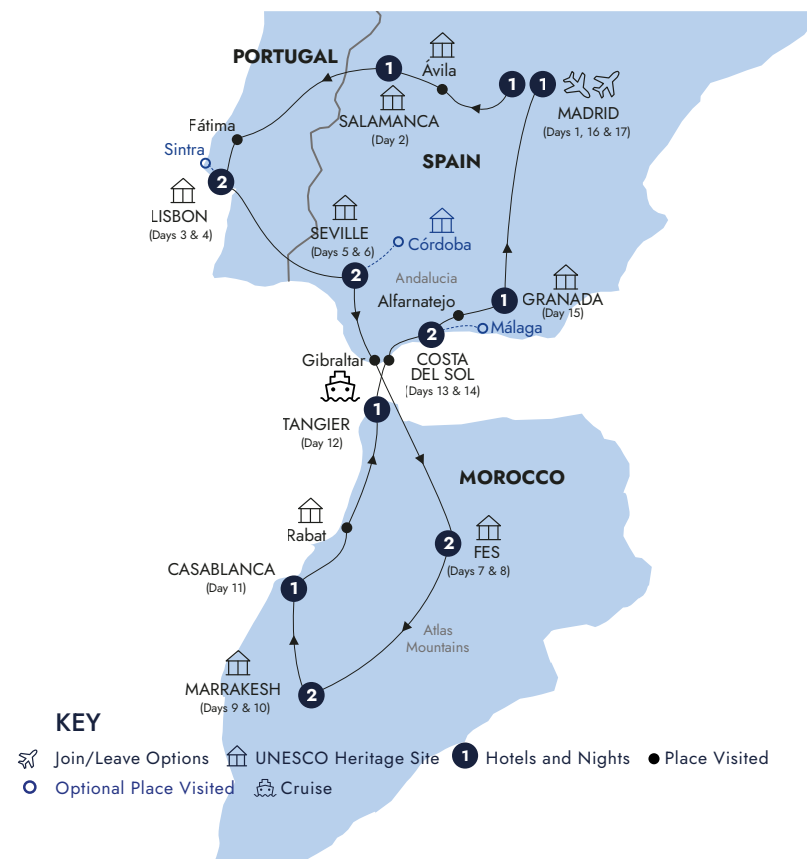 PORTUGAL
1
Ávila
SALAMANCA
(Day 2)
1
1
MADRID
(Days 1, 16 & 17)
Fátima
Sintra
2
LISBON
(Days 3 & 4)
SPAIN
SEVILLE
(Days 5 & 6)
2
Córdoba
Andalucia
Alfarnatejo
1
GRANADA
(Day 15)
2
Málaga
Gibraltar
COSTA
DEL SOL
(Days 13 & 14)
1
TANGIER
(Day 12)
MOROCCO
Rabat
2
FES
(Days 7 & 8)
CASABLANCA
(Day 11)
1
Atlas
Mountains
MARRAKESH
(Days 9 & 10)
2
KEY
Join/Leave Options UNESCO Heritage Site 1 Hotels and Nights Place Visited
Optional Place Visited Cruise